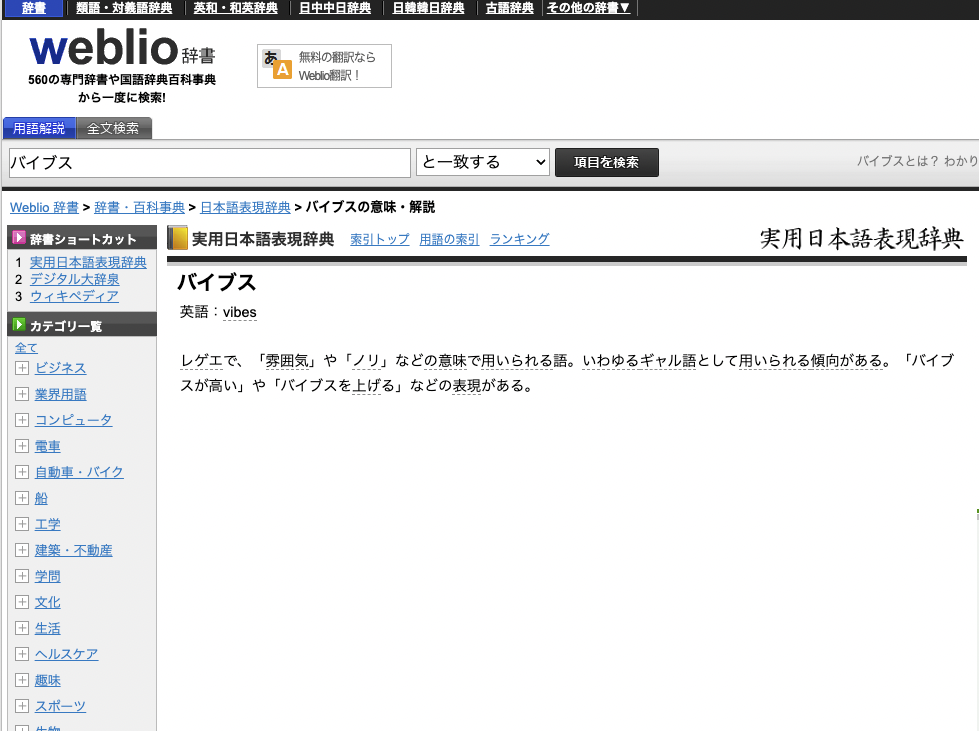 辞書 類語・対義語辞典 英和・和英辞典 日中中日辞典 日韓韓日辞典 古語辞典 その他の辞書▼
weblio 辞書
560の専門辞書や国語辞典百科事典
から一度に検索!
あ A 無料の翻訳なら
Weblio翻訳！
用語解説 全文検索
バイブス と一致する 項目を検索 バイブスとは？ わかり
Weblio 辞書 > 辞書・百科事典 > 日本語表現辞典 > バイブスの意味・解説
辞書ショートカット
1 実用日本語表現辞典
2 デジタル大辞泉
3 ウィキペディア
カテゴリ一覧
全て
ビジネス
業界用語
コンピュータ
電車
自動車・バイク
船
工学
建築・不動産
学問
文化
生活
ヘルスケア
趣味
スポーツ
実用日本語表現辞典 索引トップ 用語の索引 ランキング 実用日本語表現辞典
バイブス
英語：vibes
レゲエで、「雰囲気」や「ノリ」などの意味で用いられる語。いわゆるギャル語として用いられる傾向がある。「バイブ
スが高い」や「バイブスを上げる」などの表現がある。